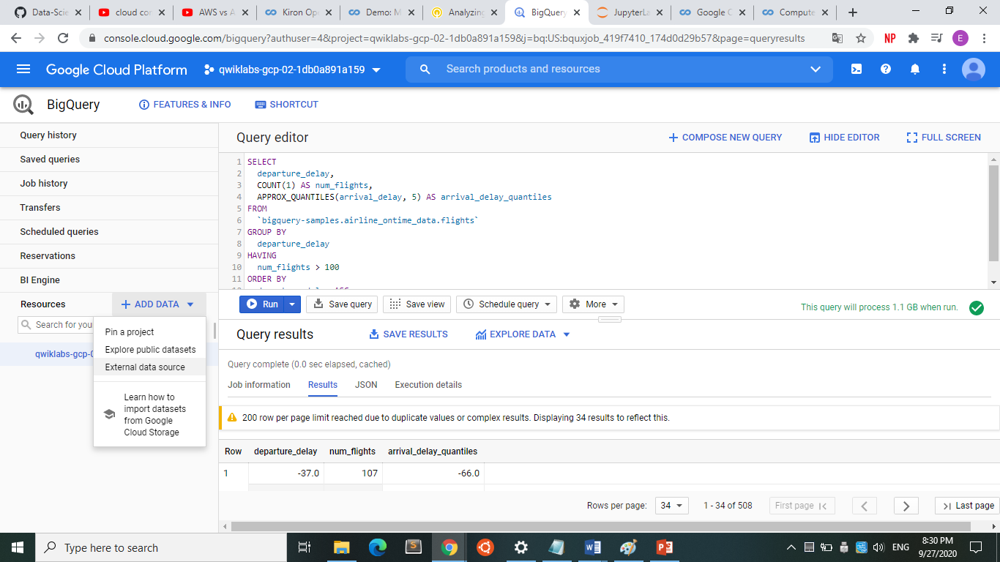 Data-Scie
cloud cor
AWS vs A
Kiron Ope
Demo: M
Analyzing
BigQuery
JupyterLa
Google C
Compute
console.cloud.google.com/bigquery?authuser=4&project=qwiklabs-gcp-02-1db0a891a159&j=bq:US:bquxjob_419f7410_174d0d29b57&page=queryresults
NP
E
Google Cloud Platform
qwiklabs-gcp-02-1db0a891a159
Search products and resources
BigQuery
FEATURES & INFO
SHORTCUT
Query history
Saved queries
Job history
Transfers
Scheduled queries
Reservations
BI Engine
Resources
ADD DATA
Search for your
qwiklabs-gcp-0
Pin a project
Explore public datasets
External data source
Learn how to
import datasets
from Google
Cloud Storage
Query editor
COMPOSE NEW QUERY
HIDE EDITOR
FULL SCREEN
1 SELECT
2 departure_delay,
3 COUNT(1) AS num_flights,
4 APPROX_QUANTILES(arrival_delay, 5) AS arrival_delay_quantiles
5 FROM
6 `bigquery-samples.airline_ontime_data.flights`
7 GROUP BY
8 departure_delay
9 HAVING
10 num_flights > 100
11 ORDER BY
Run
Save query
Save view
Schedule query
More
This query will process 1.1 GB when run.
Query results
SAVE RESULTS
EXPLORE DATA
Query complete (0.0 sec elapsed, cached)
Job information
Results
JSON
Execution details
200 row per page limit reached due to duplicate values or complex results. Displaying 34 results to reflect this.
Row departure_delay num_flights arrival_delay_quantiles
1 -37.0 107 -66.0
Rows per page: 34 1 - 34 of 508 First page Last page
Type here to search
ENG
8:30 PM
9/27/2020